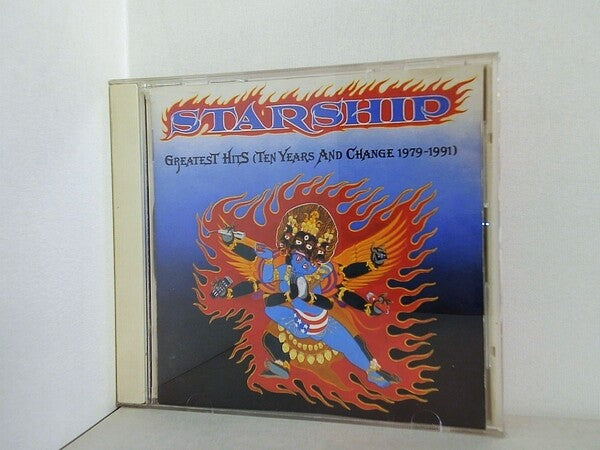 STARSHIP
GREATEST HITS (TEN YEARS AND CHANGE 1979-1991)